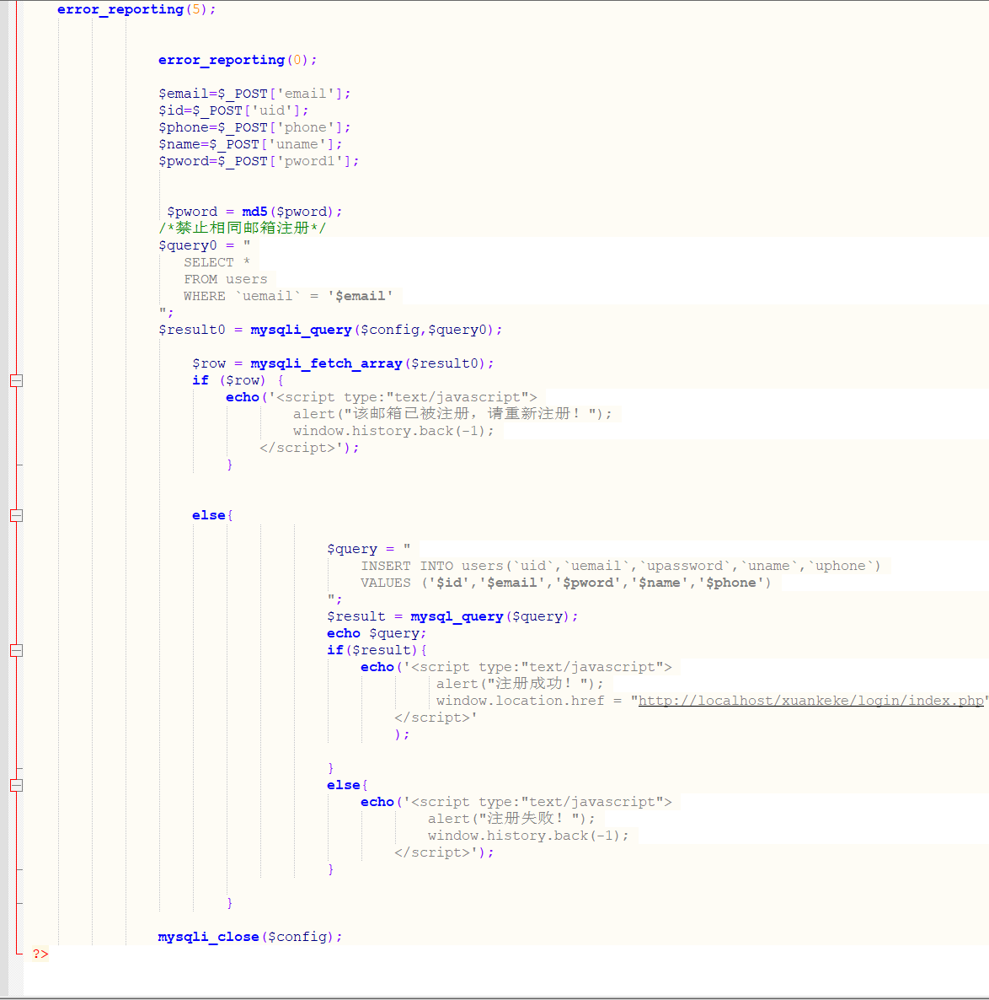 error_reporting(5);
error_reporting(0);
$email=$_POST['email'];
$id=$_POST['uid'];
$phone=$_POST['phone'];
$name=$_POST['uname'];
$pword=$_POST['pword1'];
$pword = md5($pword);
/*禁止相同邮箱注册*/
$query0 = "
SELECT *
FROM users
WHERE `uemail` = '$email'
";
$result0 = mysqli_query($config,$query0);
$row = mysqli_fetch_array($result0);
if ($row) {
echo('<script type:"text/javascript">
alert("该邮箱已被注册，请重新注册！");
window.history.back(-1);
</script>');
}
else{
$query = "
INSERT INTO users(`uid`,`uemail`,`upassword`,`uname`,`uphone`)
VALUES ('$id','$email','$pword','$name','$phone')
";
$result = mysql_query($query);
echo $query;
if($result){
echo('<script type:"text/javascript">
alert("注册成功！");
window.location.href = "http://localhost/xuankeke/login/index.php"
</script>'
);
}
else{
echo('<script type:"text/javascript">
alert("注册失败！");
window.history.back(-1);
</script>');
}
}
mysqli_close($config);
?>